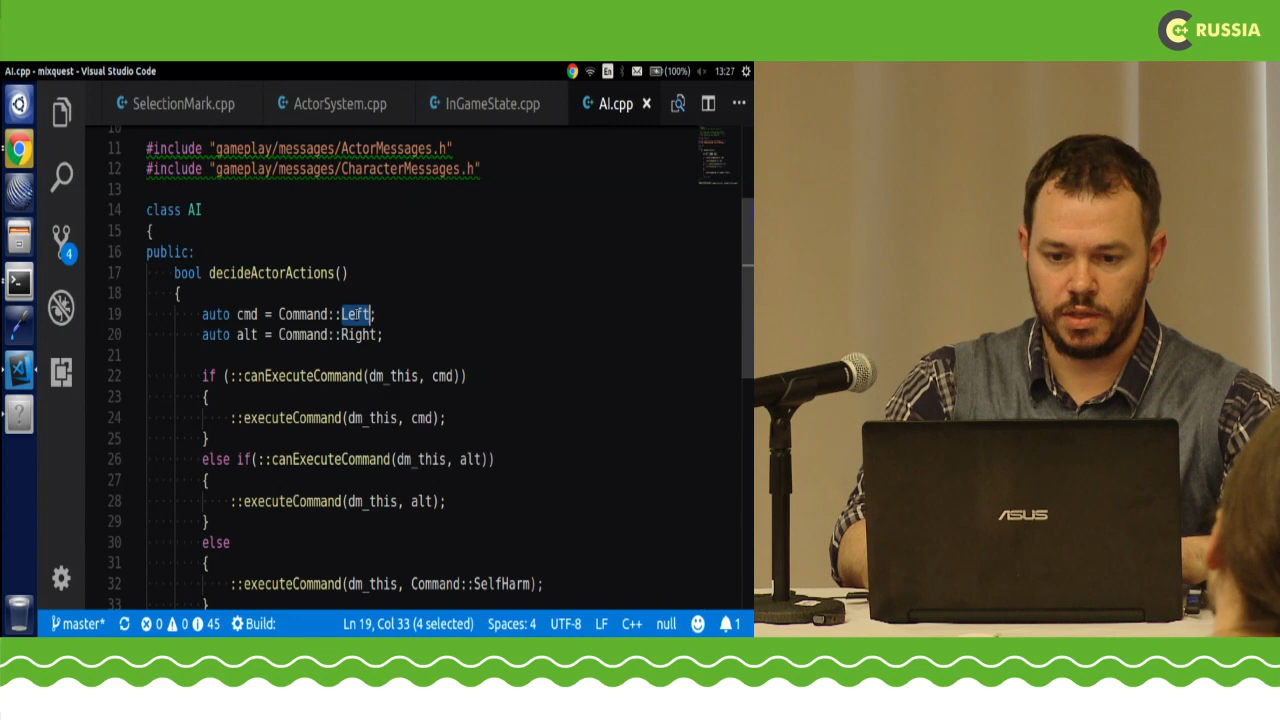 C++ RUSSIA
AI.cpp - mixquest - Visual Studio Code
En (100%) 13:27
SelectionMark.cpp ActorSystem.cpp InGameState.cpp AI.cpp
10
11 #include "gameplay/messages/ActorMessages.h"
12 #include "gameplay/messages/CharacterMessages.h"
13
14 class AI
15 {
16 public:
17 bool decideActorActions()
18 {
19 auto cmd = Command::Left;
20 auto alt = Command::Right;
21
22 if (::canExecuteCommand(dm_this, cmd))
23 {
24 ::executeCommand(dm_this, cmd);
25 }
26 else if(::canExecuteCommand(dm_this, alt))
27 {
28 ::executeCommand(dm_this, alt);
29 }
30 else
31 {
32 ::executeCommand(dm_this, Command::SelfHarm);
33 }
4
master* 0 0 45 Build: Ln 19, Col 33 (4 selected) Spaces: 4 UTF-8 LF C++ null 1
ASUS